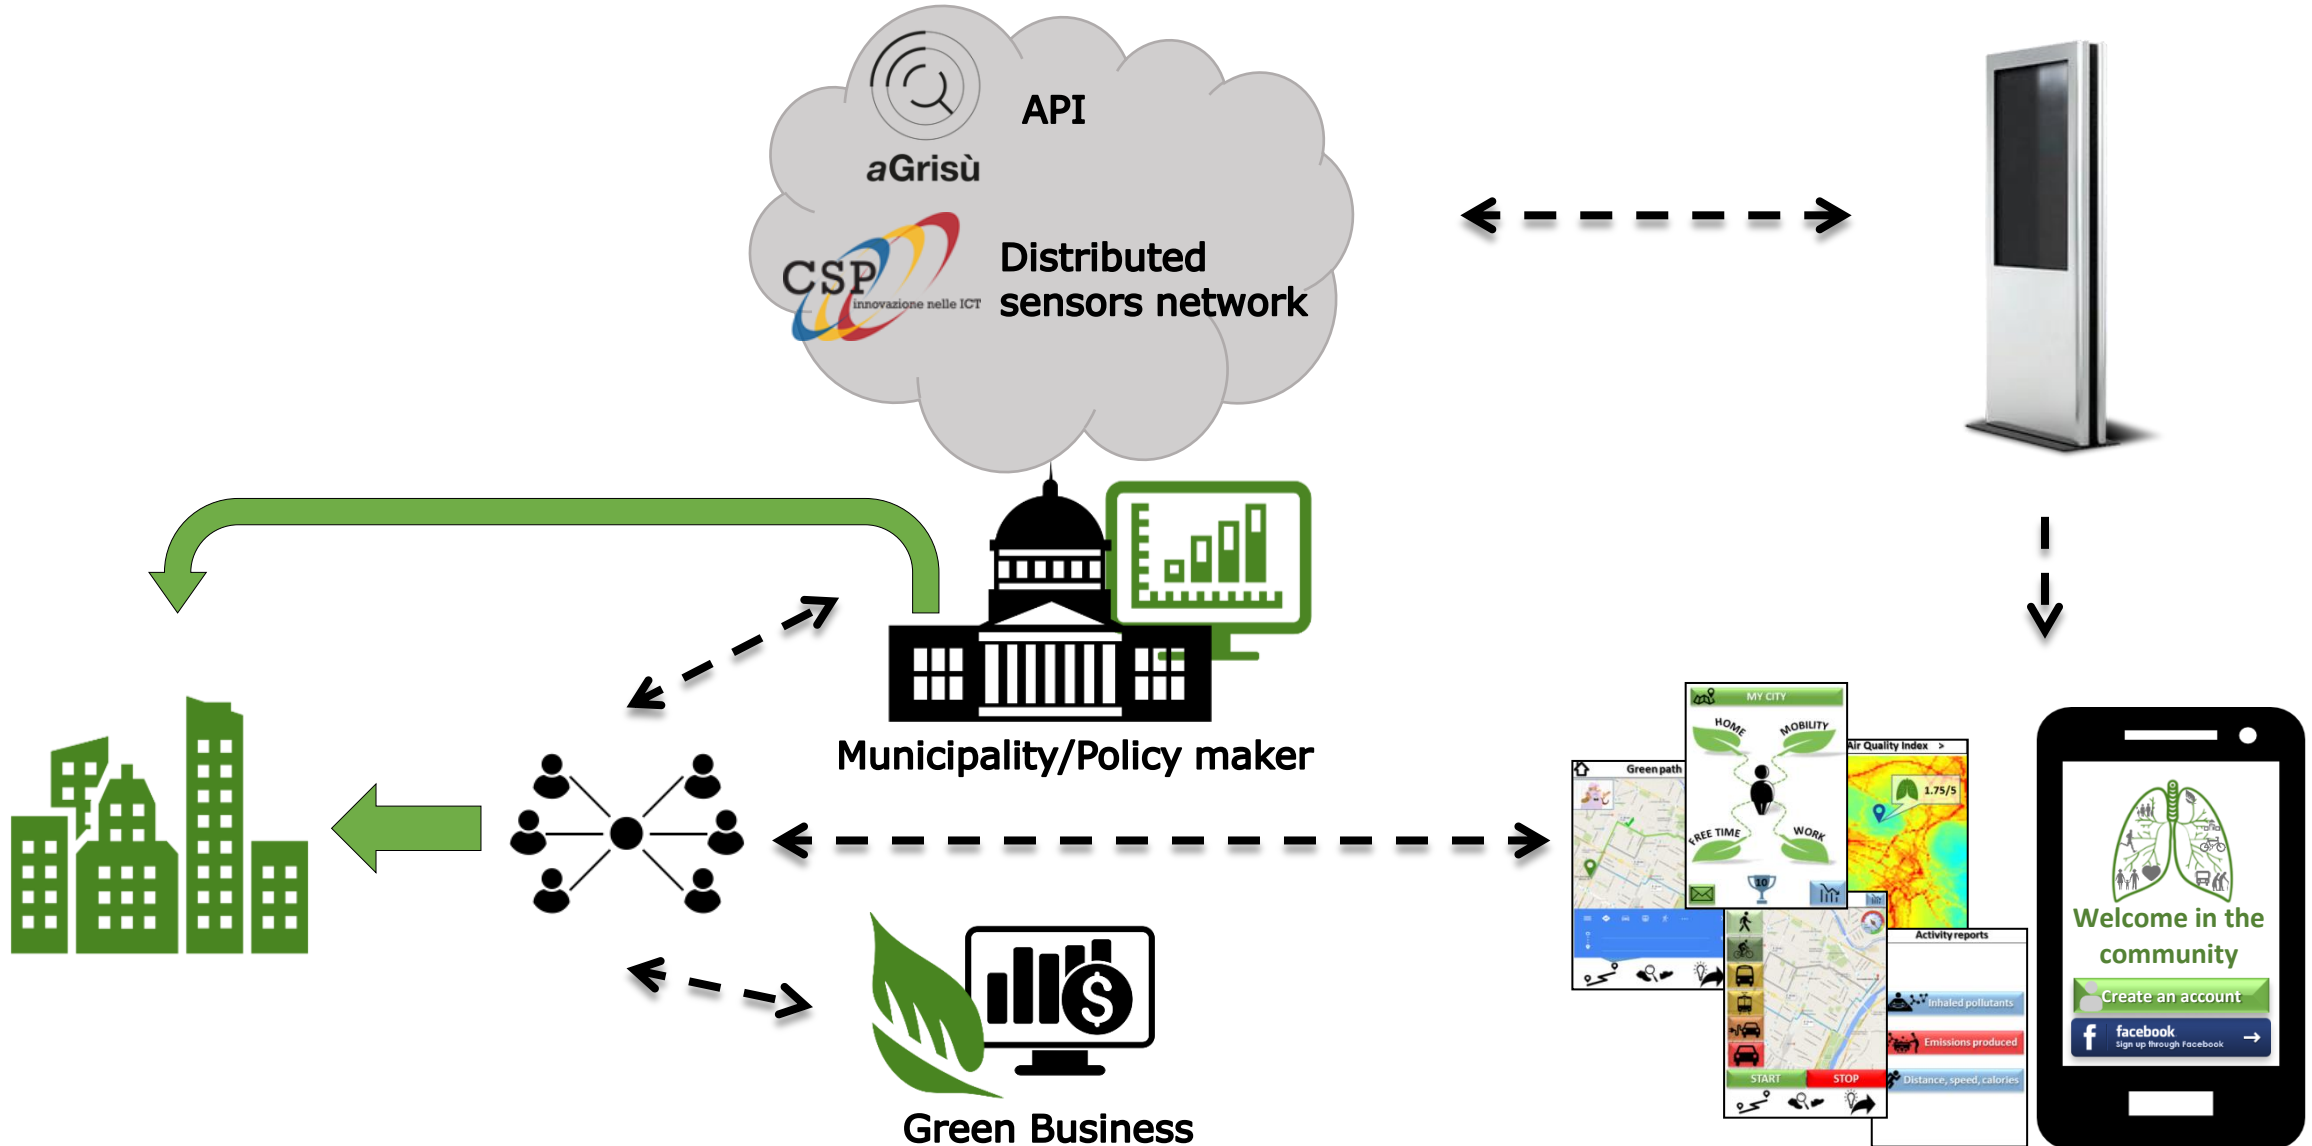 API
aGrisù
CSP
innovazione nelle ICT
Distributed
sensors network
Municipality/Policy maker
Green Business
MY CITY
HOME
MOBILITY
FREE TIME
WORK
10
Green path
Air Quality Index >
1.75/5
START
STOP
Activity reports
Inhaled pollutants
Emissions produced
Distance, speed, calories
Welcome in the
community
Create an account
f facebook
Sign up through Facebook
$